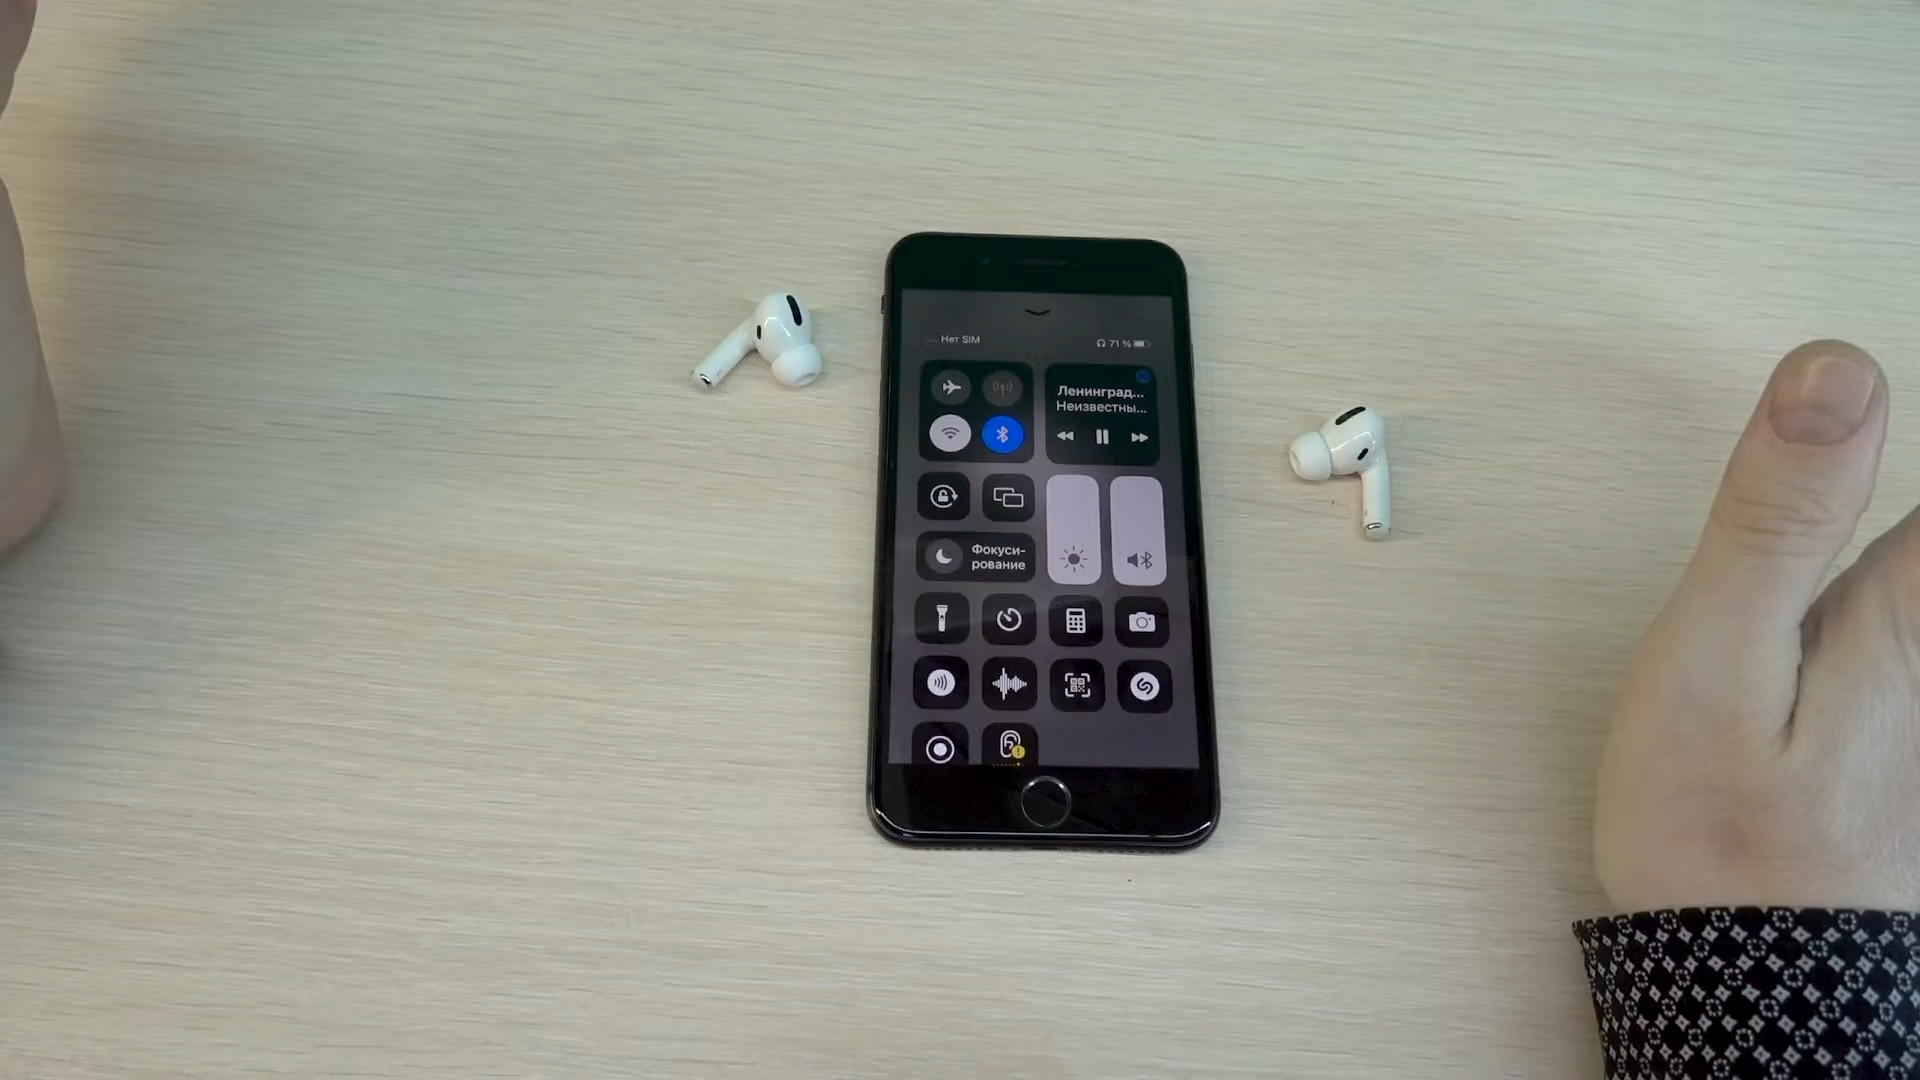 Нет SIM
71 %
Ленинград...
Неизвестны...
Фокуси-
рование